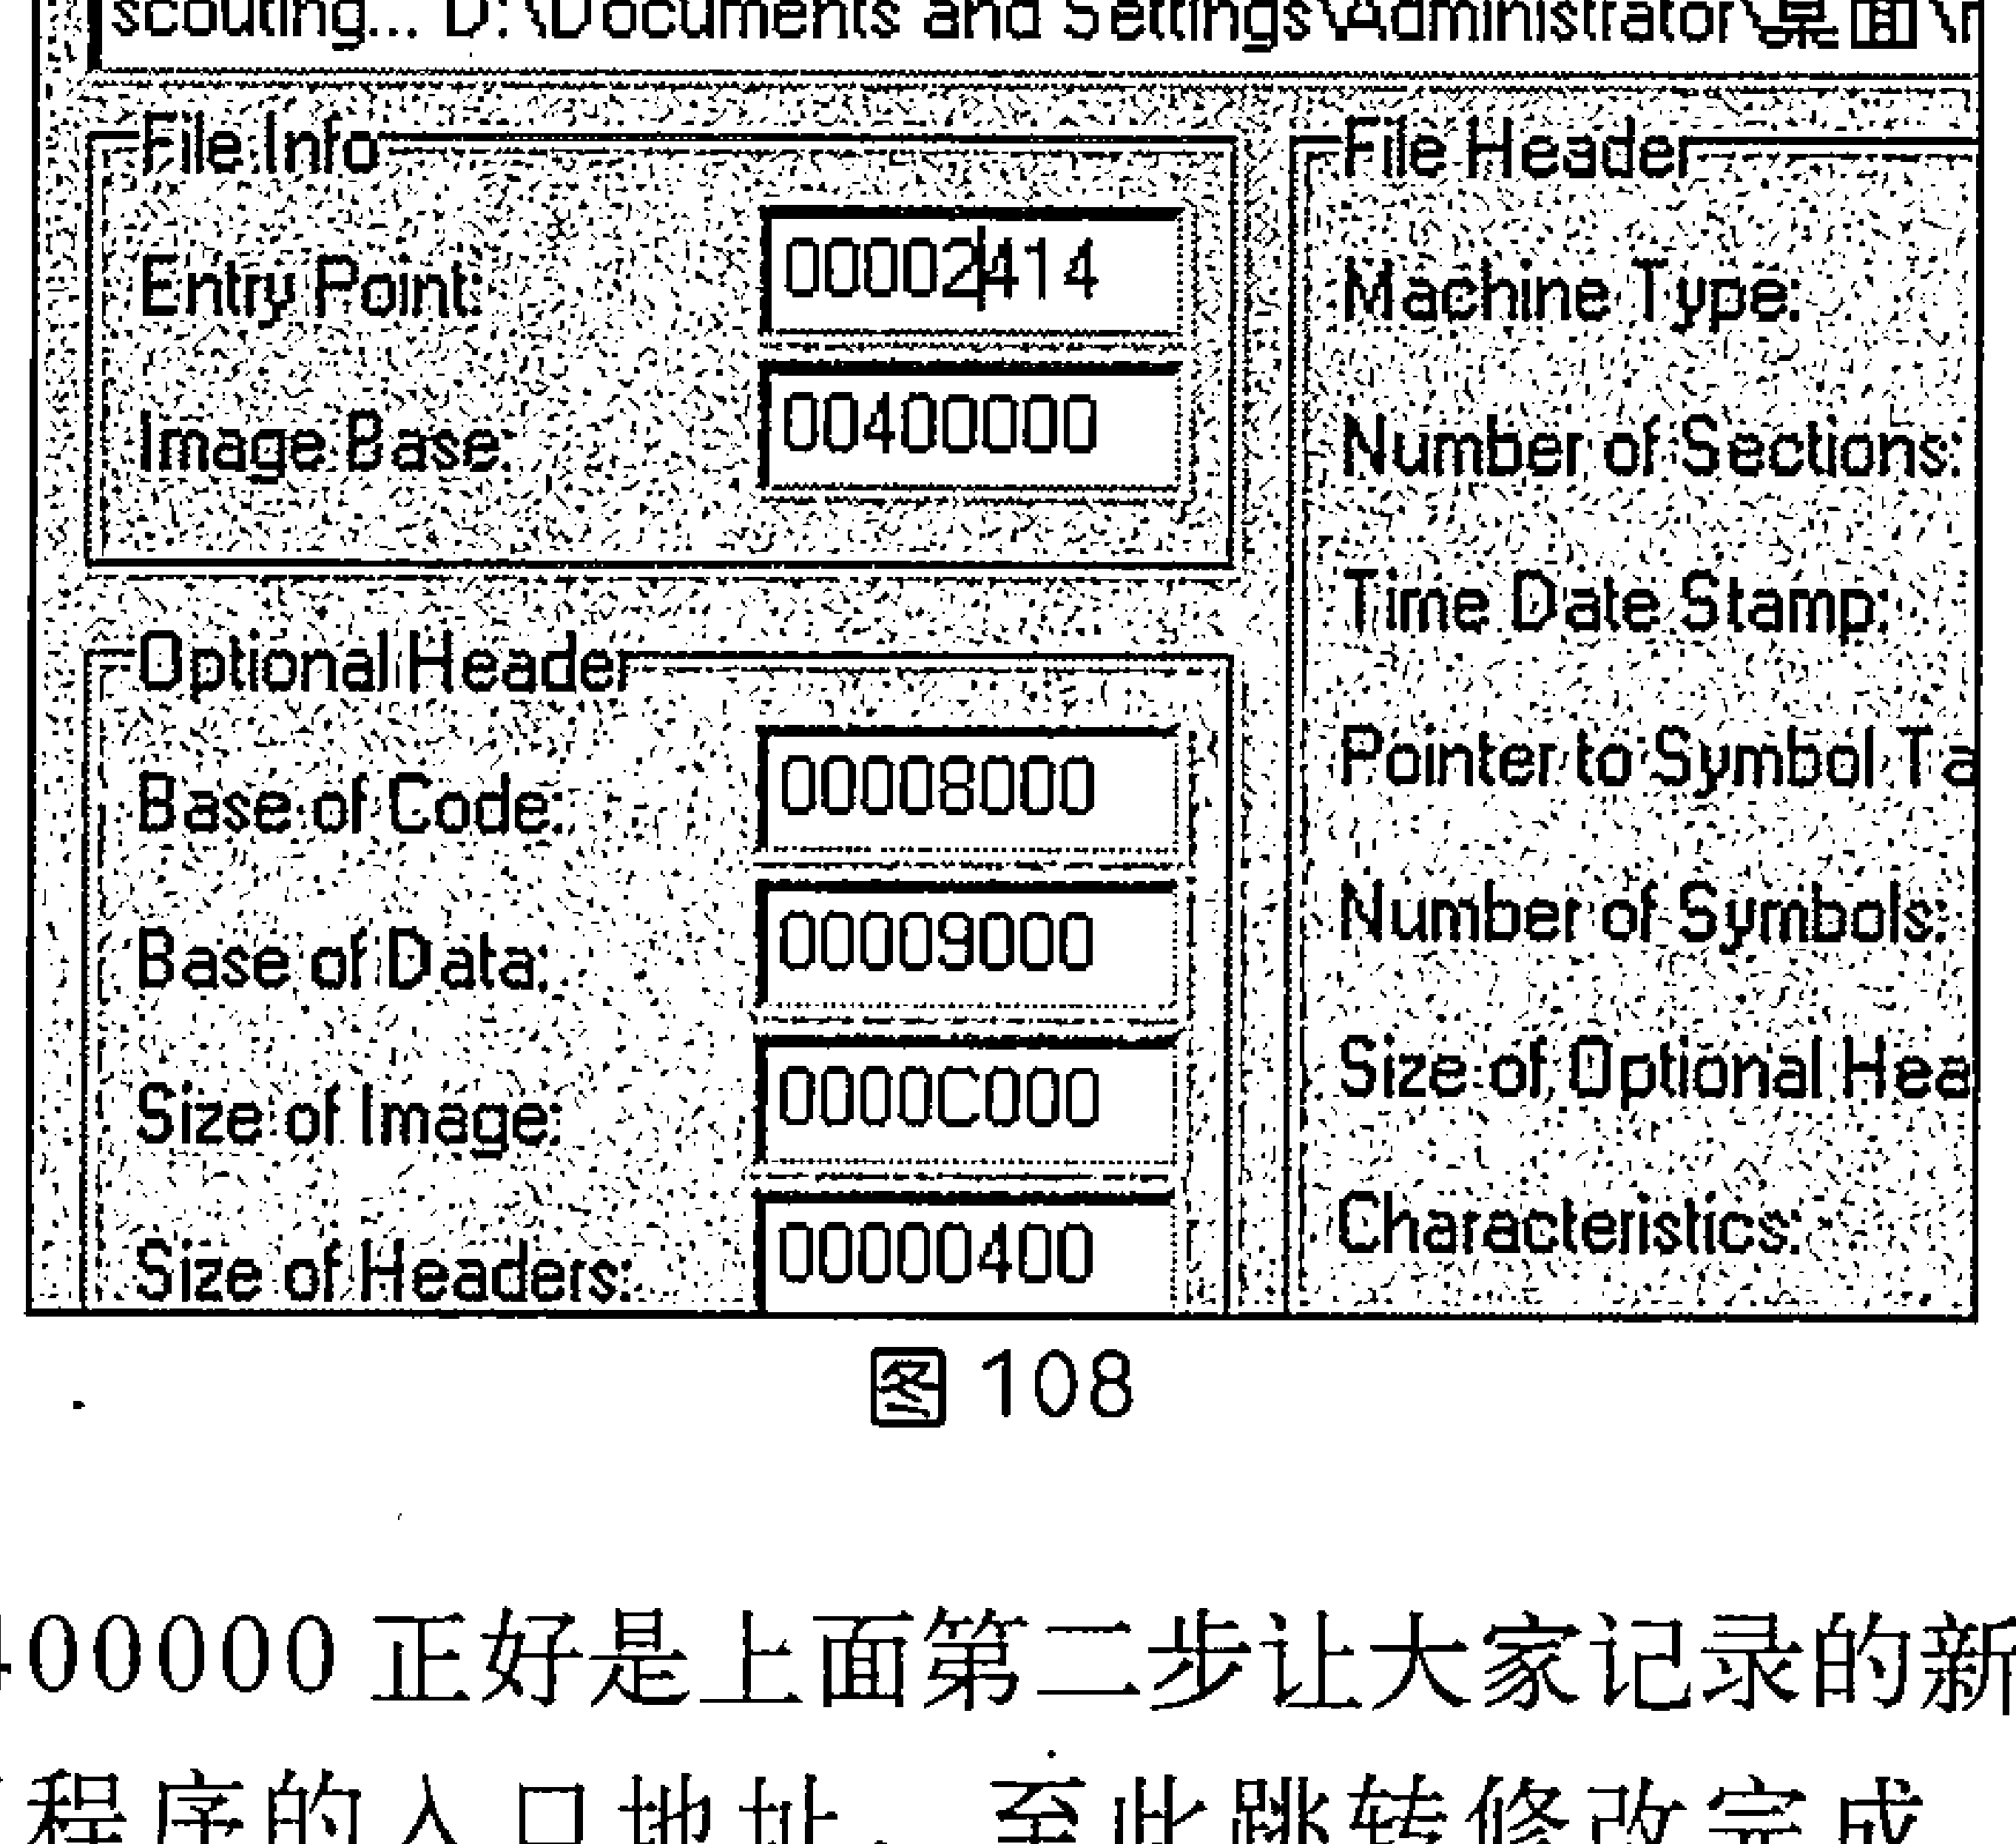 scouting... D:\Documents and Settings\Administrator\桌面\
File Info
Entry Point: 00002414
Image Base: 00400000
Optional Header
Base of Code: 00008000
Base of Data: 00009000
Size of Image: 0000C000
Size of Headers: 00000400
File Header
Machine Type:
Number of Sections:
Time Date Stamp:
Pointer to Symbol Ta
Number of Symbols:
Size of Optional Hea
Characteristics:
图 108
400000 正好是上面第二步让大家记录的新
程序的入口地址，至此跳转修改完成